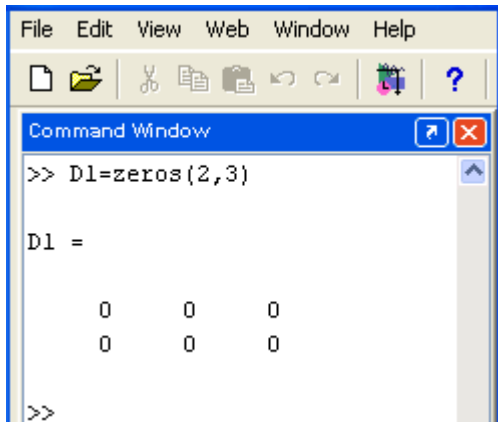 File Edit View Web Window Help
?
Command Window
>> D1=zeros(2,3)
D1 =
0 0 0
0 0 0
>>